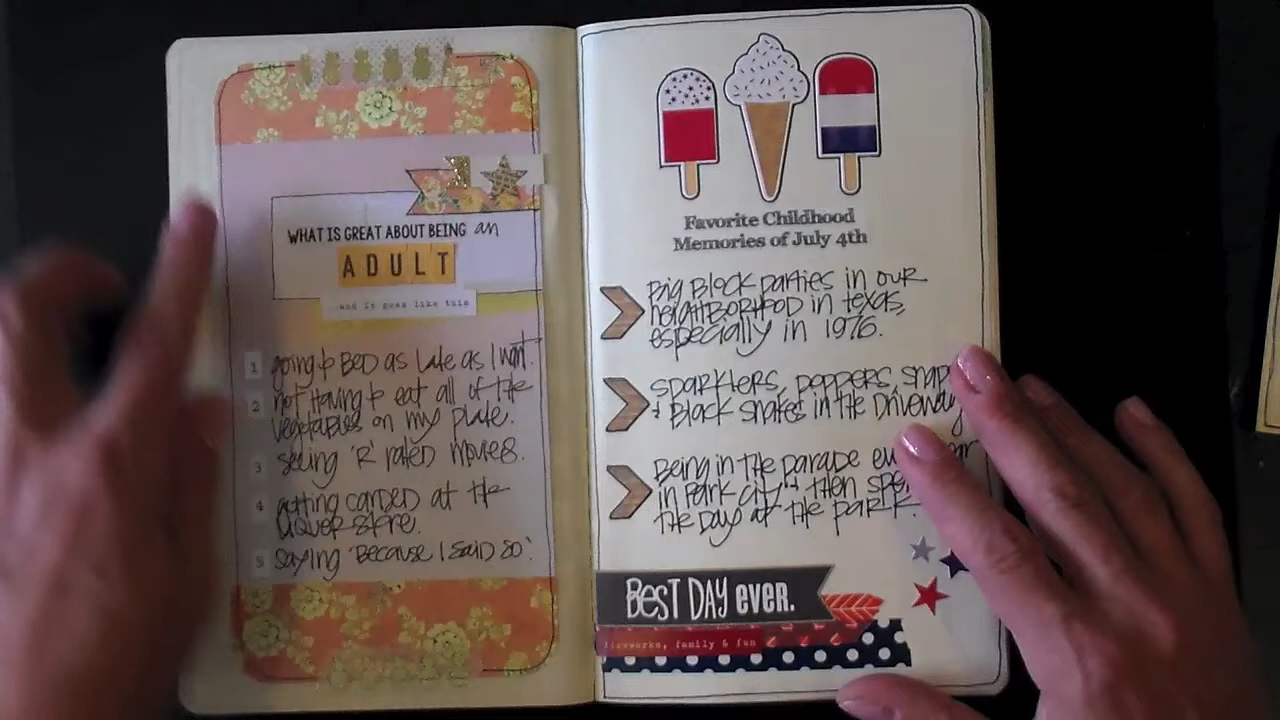 WHAT IS GREAT ABOUT BEING an
ADULT
and it goes like this
1 going to BED as late as I want.
2 not Having to eat all of the
vegetables on my plate.
3 seeing 'R' rated movies.
4 getting carded at the
liquor store.
5 saying 'Because I said so'.
Favorite Childhood
Memories of July 4th
Big Block parties in our
neighborhood in texas,
especially in 1976.
sparklers, poppers, snap
+ Black snakes in the Driveway
Being in the parade
in Park City + then
the Day at the park.
BEST DAY ever.
fireworks, family & fun